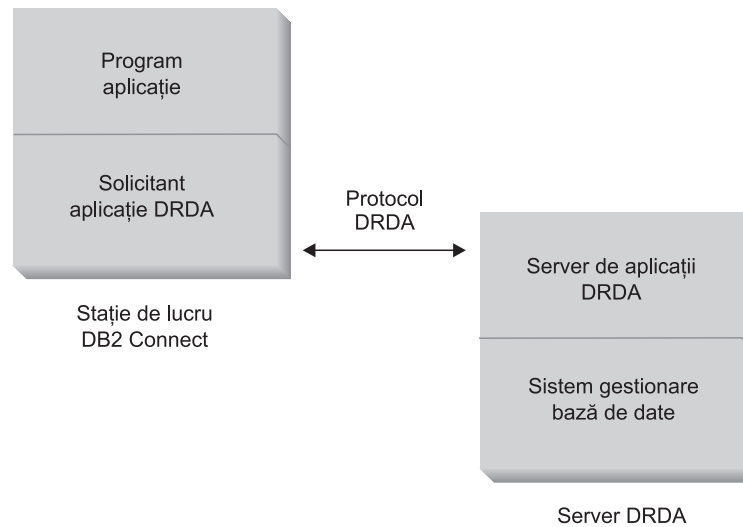 Program
aplicație
Solicitant
aplicație DRDA
Stație de lucru
DB2 Connect
Protocol
DRDA
Server de aplicații
DRDA
Sistem gestionare
bază de date
Server DRDA